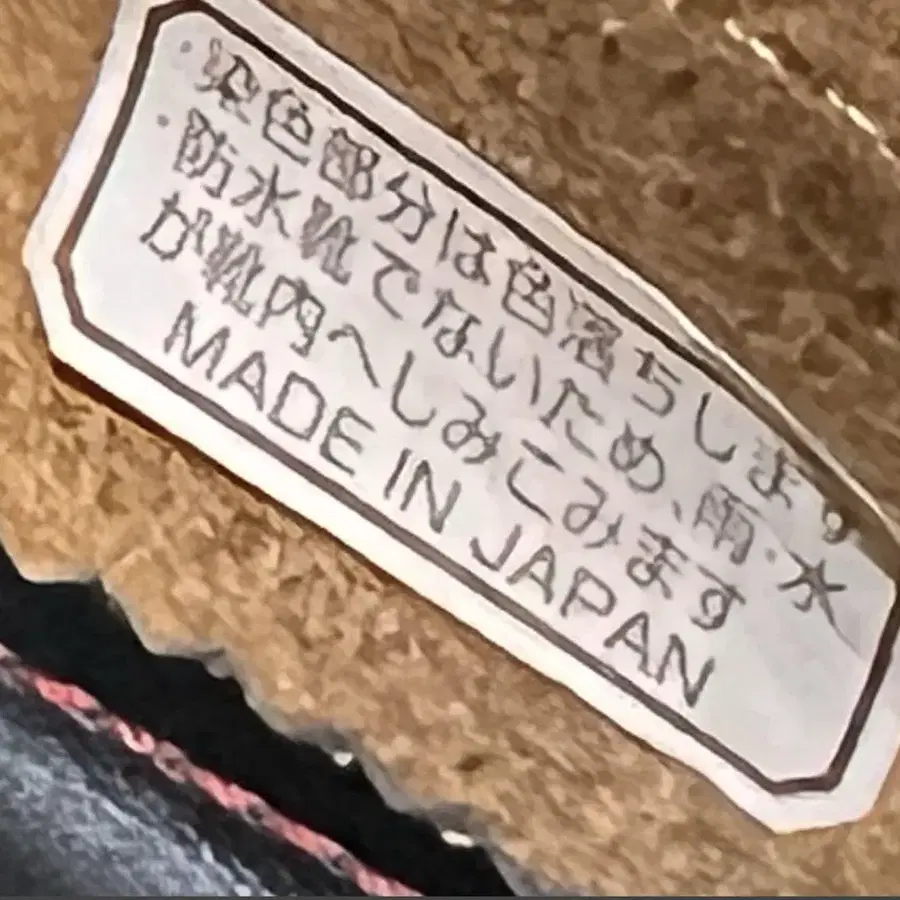 ・染色部分は色落ちします。
・防水靴でないため、雨・水
が靴内へしみこみます
MADE IN JAPAN